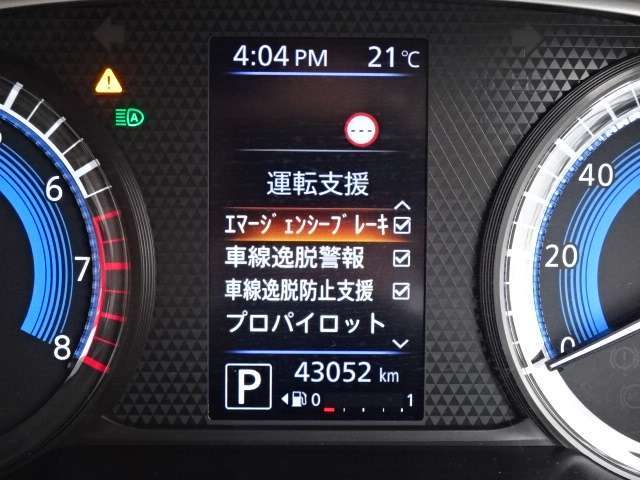 4:04 PM 21℃
---
運転支援
エマージェンシーブレーキ
車線逸脱警報
車線逸脱防止支援
プロパイロット
P 43052 km
0 1
A
6
7
8
40
20
0